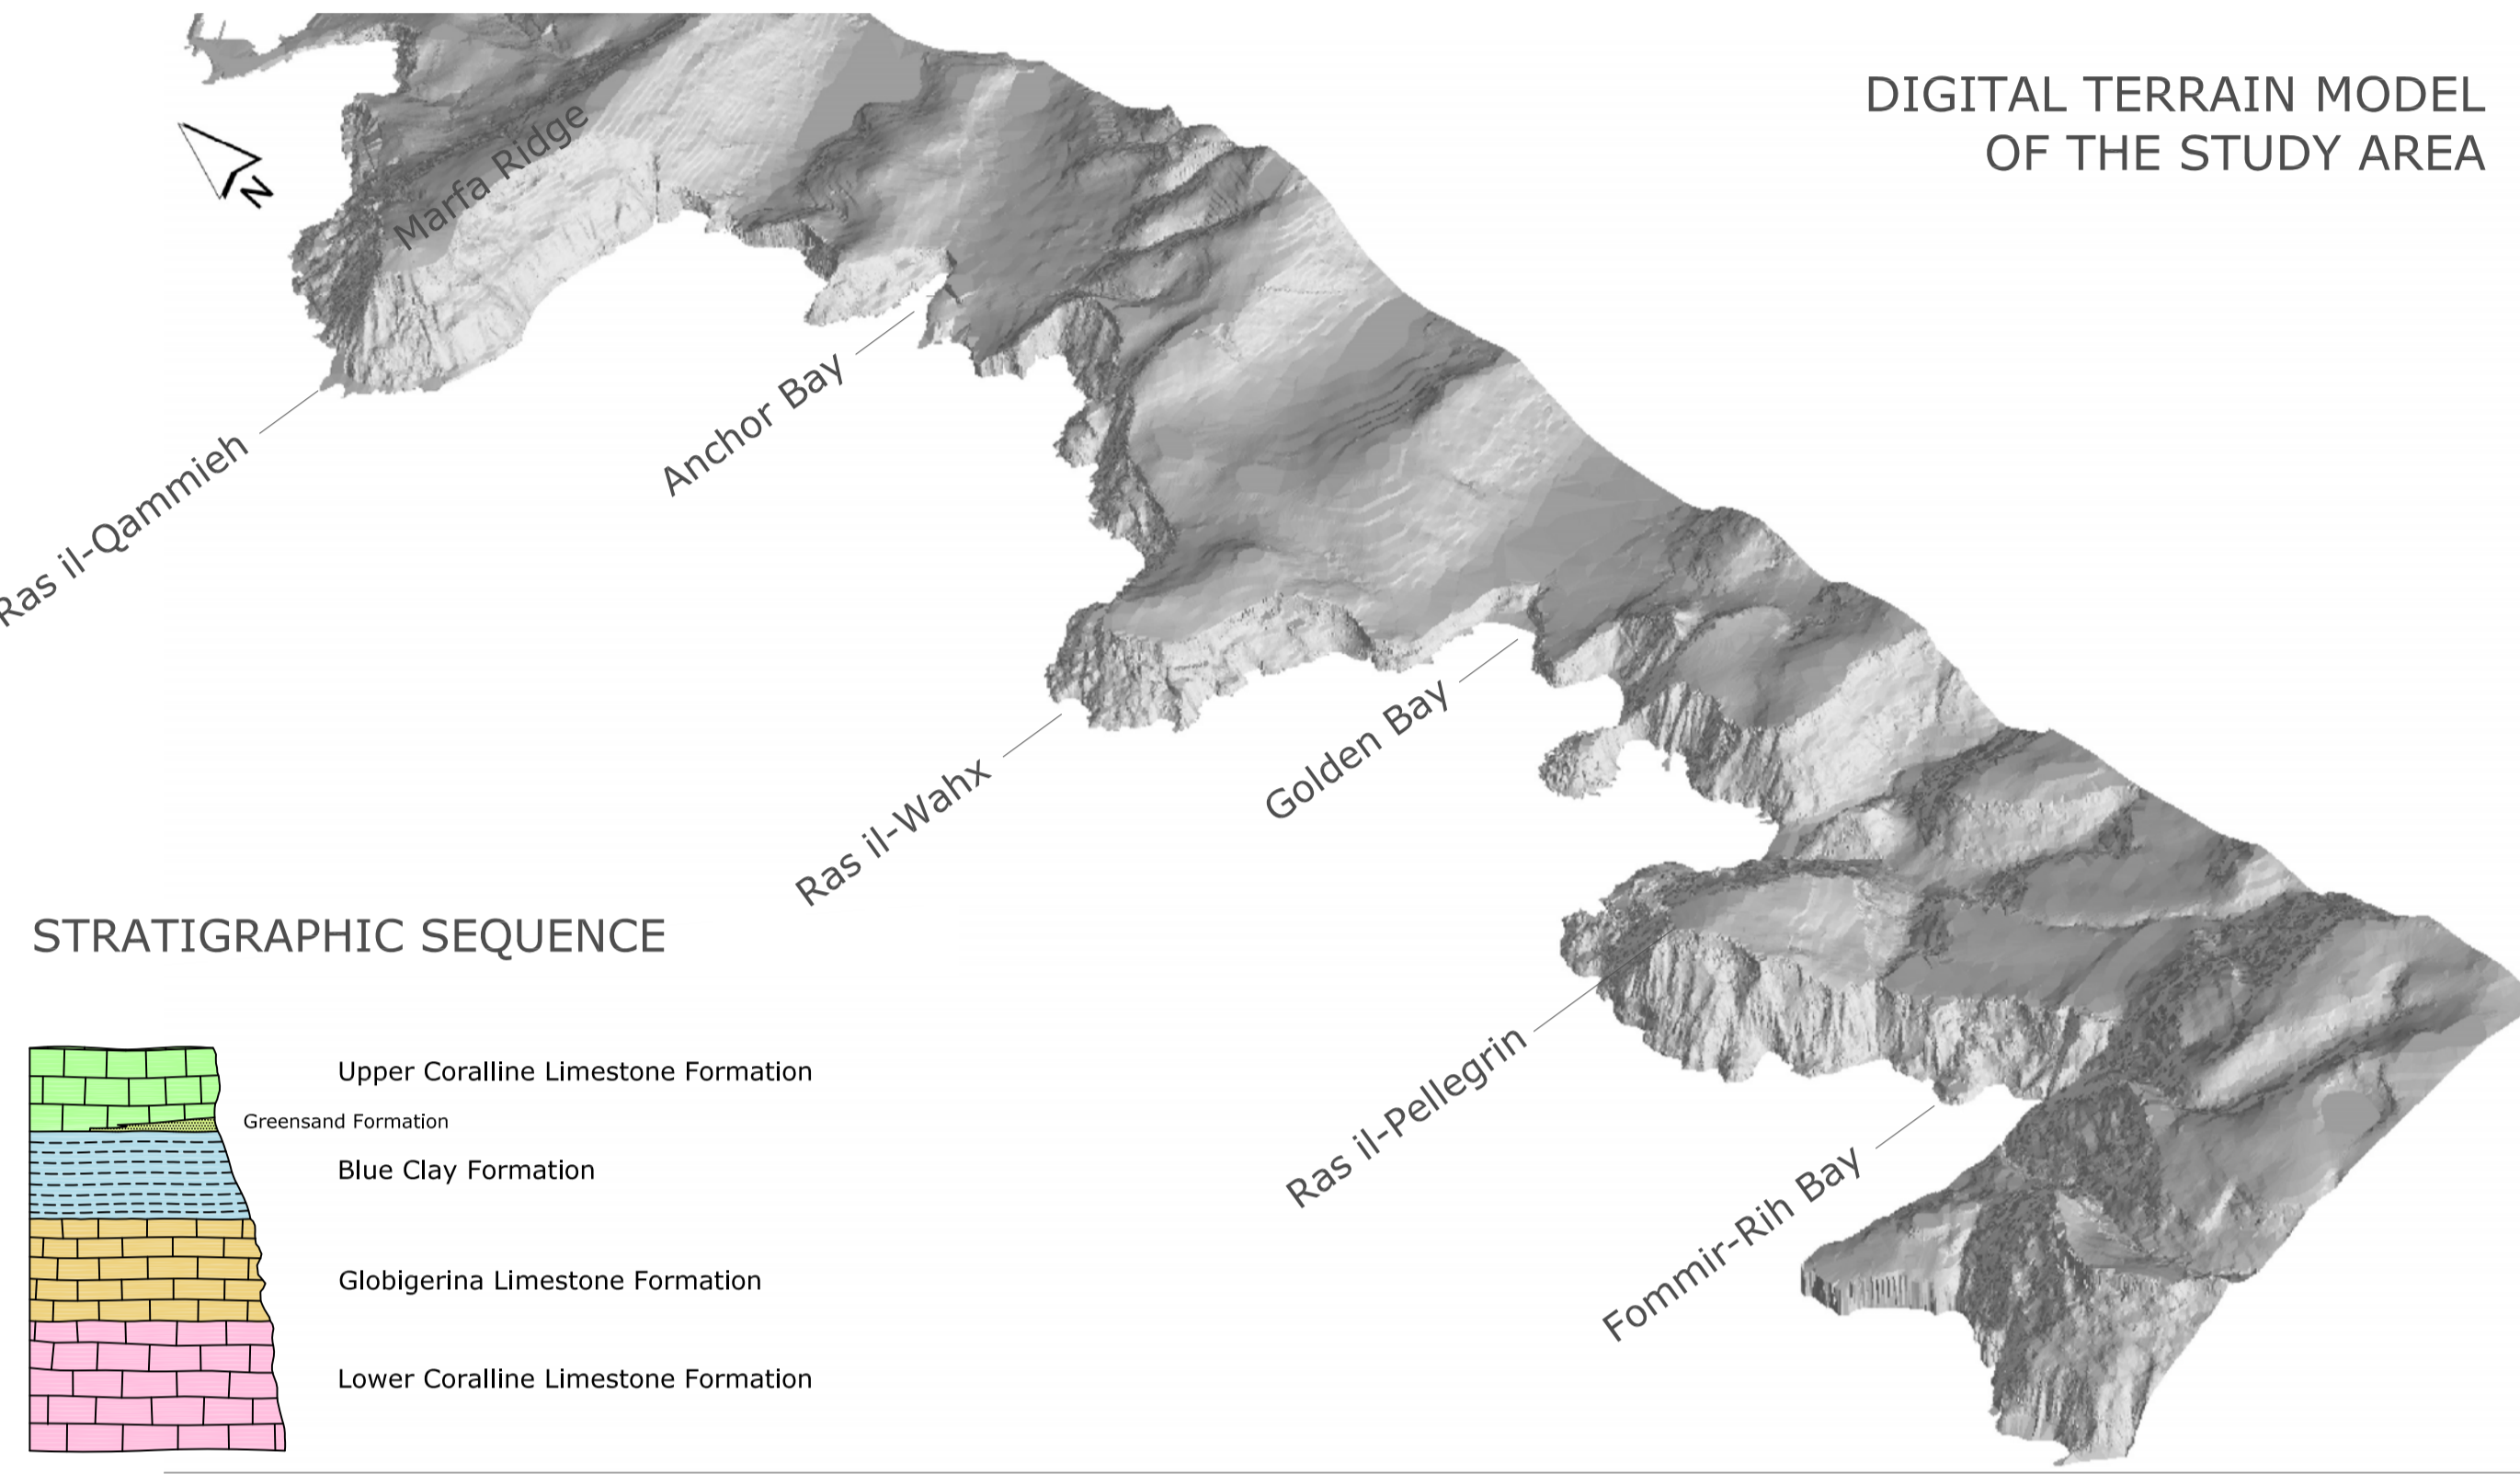 DIGITAL TERRAIN MODEL
OF THE STUDY AREA
N
Marfa Ridge
Ras il-Qammieh
Anchor Bay
Ras il-Wahx
Golden Bay
Ras il-Pellegrin
Fommir-Rih Bay
STRATIGRAPHIC SEQUENCE
Upper Coralline Limestone Formation
Greensand Formation
Blue Clay Formation
Globigerina Limestone Formation
Lower Coralline Limestone Formation